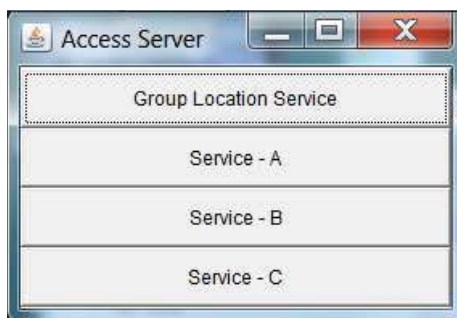 Access Server
Group Location Service
Service - A
Service - B
Service - C